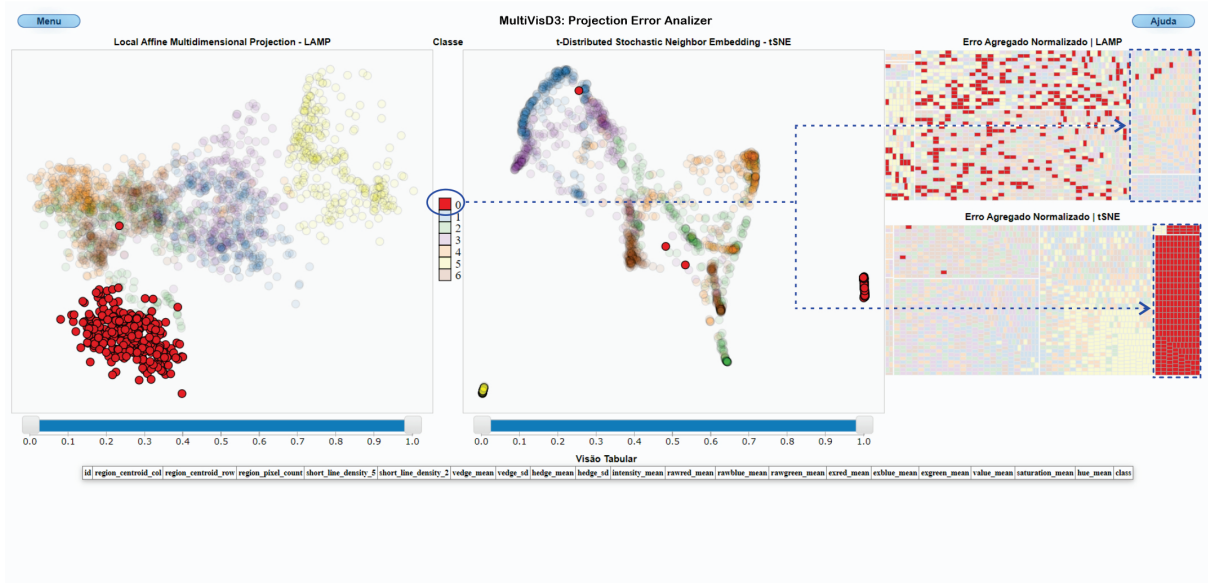 MultiVisD3: Projection Error Analizer
Menu
Ajuda
Local Affine Multidimensional Projection - LAMP
Classe
t-Distributed Stochastic Neighbor Embedding - tSNE
Erro Agregado Normalizado | LAMP
0
1
2
3
4
5
6
Erro Agregado Normalizado | tSNE
0.0 0.1 0.2 0.3 0.4 0.5 0.6 0.7 0.8 0.9 1.0
0.0 0.1 0.2 0.3 0.4 0.5 0.6 0.7 0.8 0.9 1.0
Visão Tabular
id region_centroid_col region_centroid_row region_pixel_count short_line_density_5 short_line_density_2 vedge_mean vedge_sd hedge_mean hedge_sd intensity_mean rawred_mean rawblue_mean rawgreen_mean exred_mean exblue_mean exgreen_mean value_mean saturation_mean hue_mean class